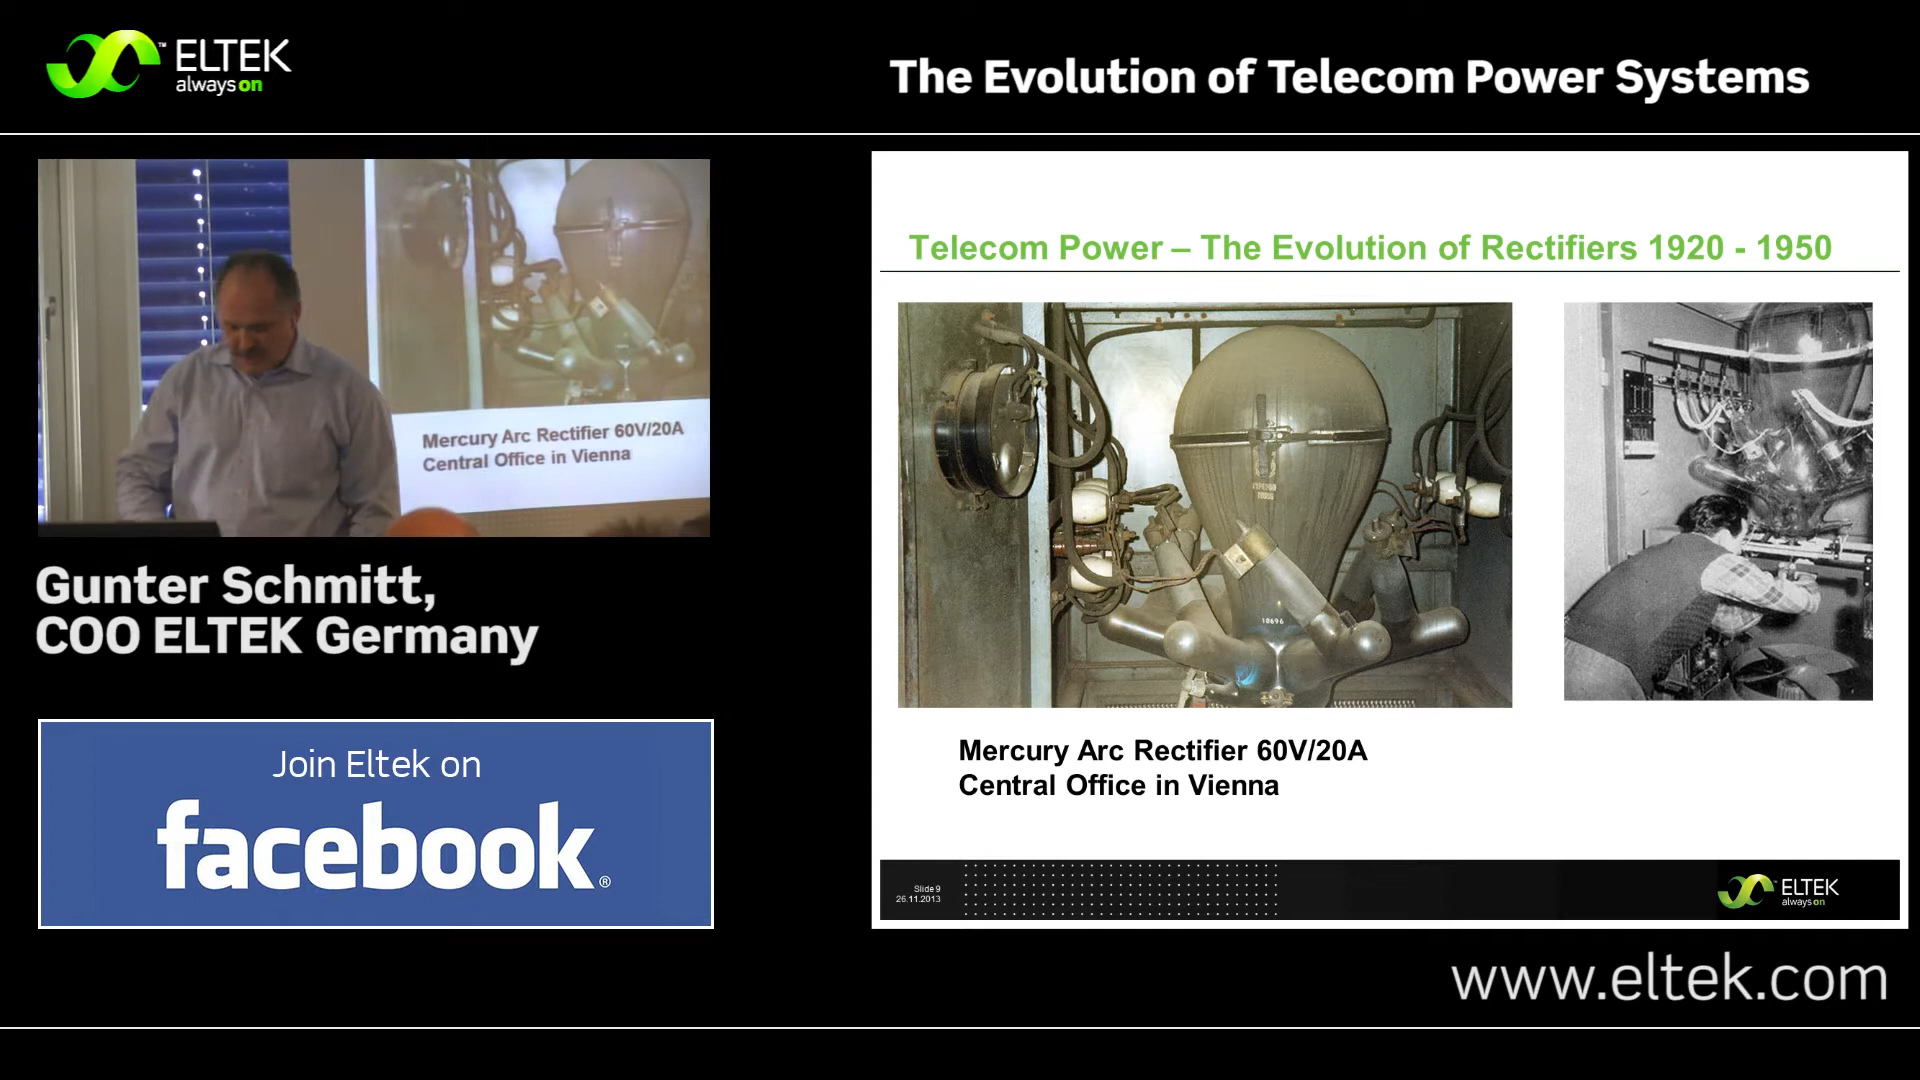 ELTEK
always on
The Evolution of Telecom Power Systems
Mercury Arc Rectifier 60V/20A
Central Office in Vienna
Gunter Schmitt,
COO ELTEK Germany
Join Eltek on
facebook®
Telecom Power – The Evolution of Rectifiers 1920 - 1950
10696
Mercury Arc Rectifier 60V/20A
Central Office in Vienna
Slide 9
26.11.2013
ELTEK
always on
www.eltek.com